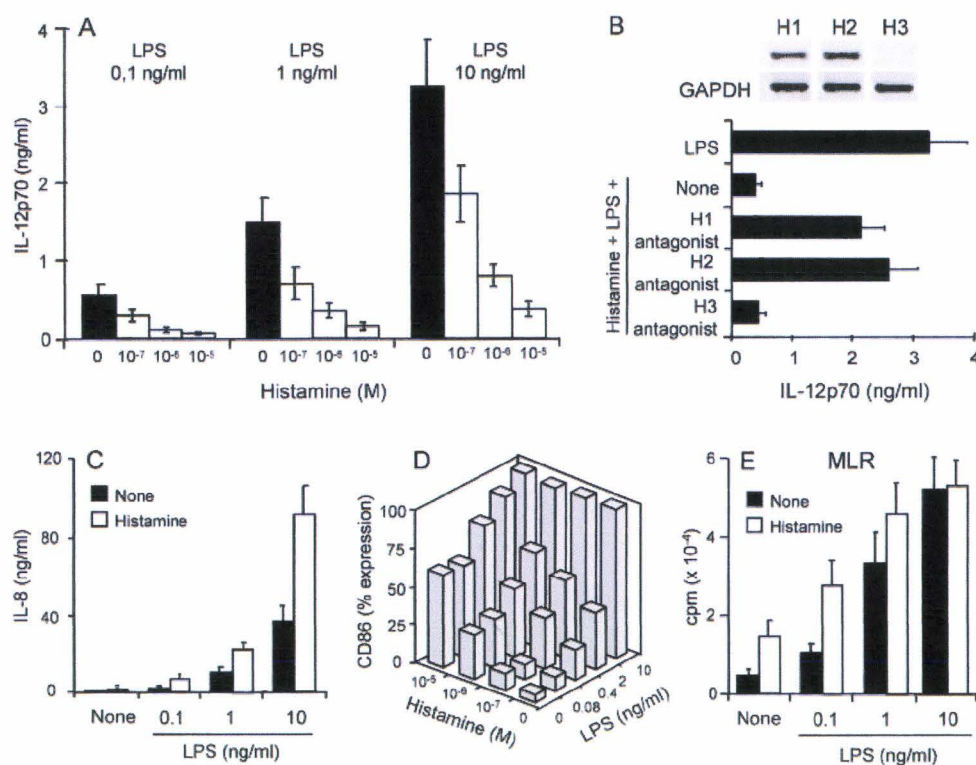 A
LPS
0,1 ng/ml
LPS
1 ng/ml
LPS
10 ng/ml
IL-12p70 (ng/ml)
4
3
2
1
0
0 10-7 10-6 10-5 0 10-7 10-6 10-5 0 10-7 10-6 10-5
Histamine (M)
B
H1 H2 H3
GAPDH
LPS
None
H1
antagonist
H2
antagonist
H3
antagonist
Histamine + LPS +
0 1 2 3 4
IL-12p70 (ng/ml)
C
None
Histamine
IL-8 (ng/ml)
120
80
40
0
None 0.1 1 10
LPS (ng/ml)
D
CD86 (% expression)
100
75
50
25
0
10-5
10-6
10-7
0
Histamine (M)
0
0.08
0.4
2
10
LPS (ng/ml)
E MLR
None
Histamine
cpm (x 10-4)
6
4
2
0
None 0.1 1 10
LPS (ng/ml)